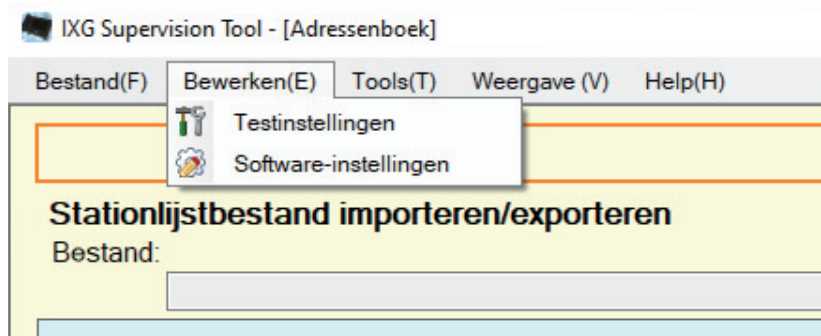 IXG Supervision Tool - [Adressenboek]
Bestand(F) Bewerken(E) Tools(T) Weergave (V) Help(H)
Testinstellingen
Software-instellingen
Stationlijstbestand importeren/exporteren
Bestand: